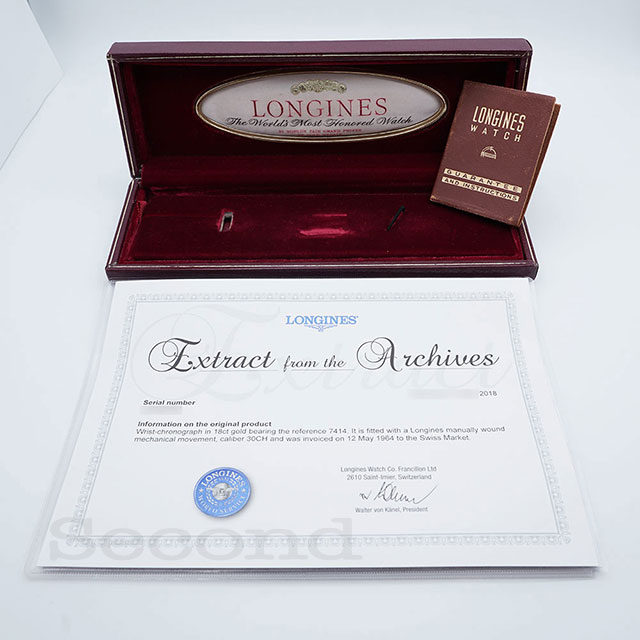 LONGINES
The World's Most Honored Watch
LONGINES
WATCH
GUARANTEE
AND INSTRUCTIONS
LONGINES
Extract from the Archives
2018
Serial number
Information on the original product
Wrist-chronograph in 18ct gold bearing the reference 7414. It is fitted with a Longines manually wound
mechanical movement, caliber 30CH and was invoiced on 12 May 1964 to the Swiss Market.
Longines Watch Co. Francillon Ltd
2610 Saint-Imier, Switzerland
Walter von Känel, President
LONGINES
Second